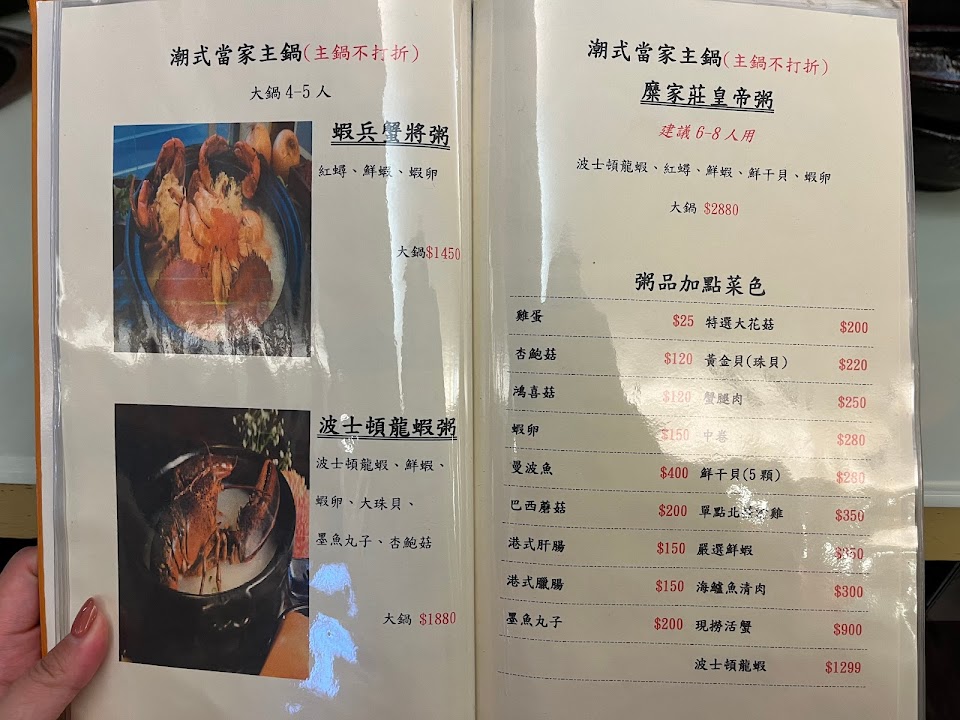 潮式當家主鍋(主鍋不打折)
大鍋 4-5 人
蝦兵蟹將粥
紅蟳、鮮蝦、蝦卵
大鍋$1450
波士頓龍蝦粥
波士頓龍蝦、鮮蝦、
蝦卵、大珠貝、
墨魚丸子、杏鮑菇
大鍋 $1880
潮式當家主鍋(主鍋不打折)
糜家莊皇帝粥
建議 6-8 人用
波士頓龍蝦、紅蟳、鮮蝦、鮮干貝、蝦卵
大鍋 $2880
粥品加點菜色
雞蛋 $25 特選大花菇 $200
杏鮑菇 $120 黃金貝(珠貝) $220
鴻喜菇 $120 蟹腿肉 $250
蝦卵 $150 中卷 $280
曼波魚 $400 鮮干貝(5 顆) $280
巴西蘑菇 $200 單點北 雞 $350
港式肝腸 $150 嚴選鮮蝦 $350
港式臘腸 $150 海鱸魚清肉 $300
墨魚丸子 $200 現撈活蟹 $900
波士頓龍蝦 $1299